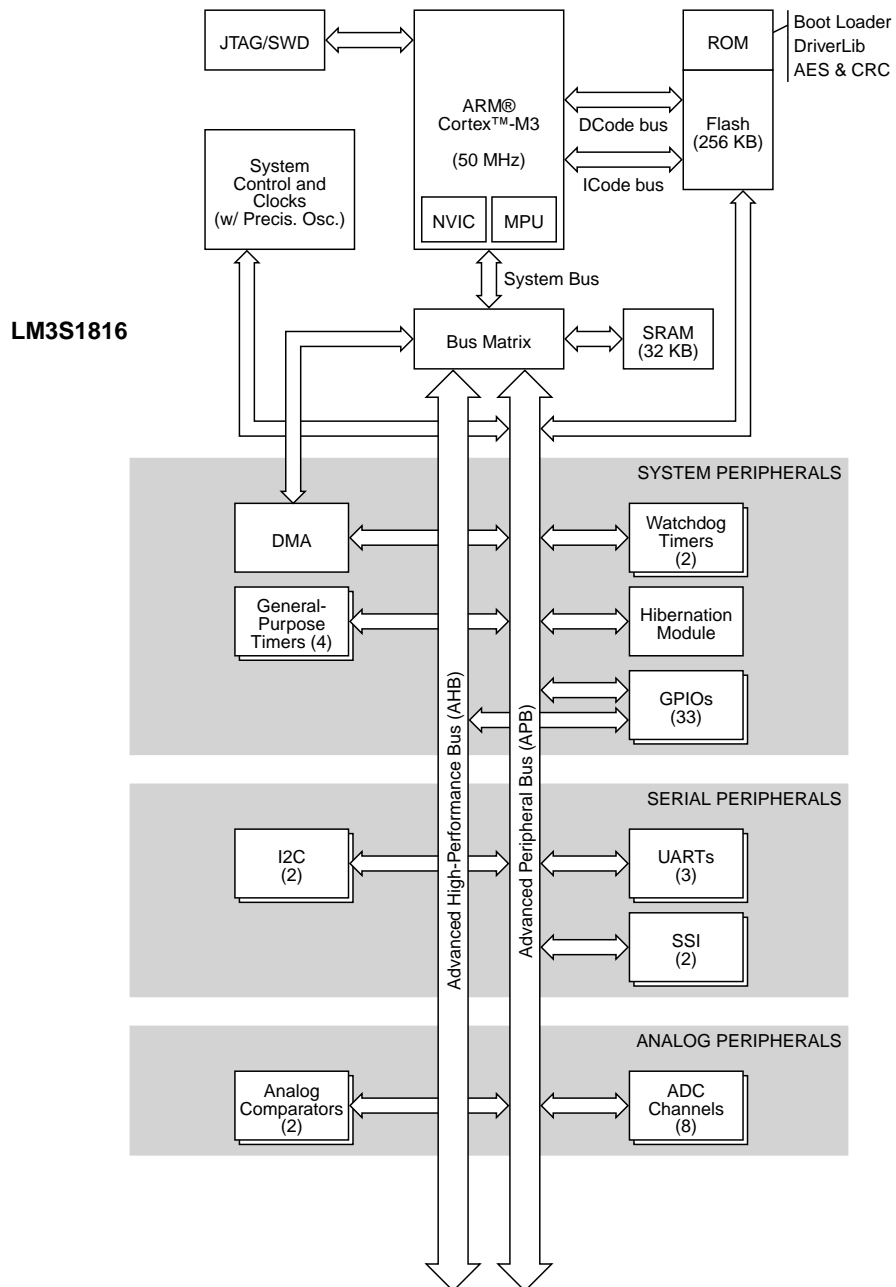 JTAG/SWD
ARM®
Cortex™-M3
(50 MHz)
NVIC
MPU
ROM
Boot Loader
DriverLib
AES & CRC
Flash
(256 KB)
DCode bus
ICode bus
System
Control and
Clocks
(w/ Precis. Osc.)
System Bus
LM3S1816
Bus Matrix
SRAM
(32 KB)
SYSTEM PERIPHERALS
DMA
Watchdog
Timers
(2)
General-
Purpose
Timers (4)
Hibernation
Module
GPIOs
(33)
Advanced High-Performance Bus (AHB)
Advanced Peripheral Bus (APB)
SERIAL PERIPHERALS
I2C
(2)
UARTs
(3)
SSI
(2)
ANALOG PERIPHERALS
Analog
Comparators
(2)
ADC
Channels
(8)